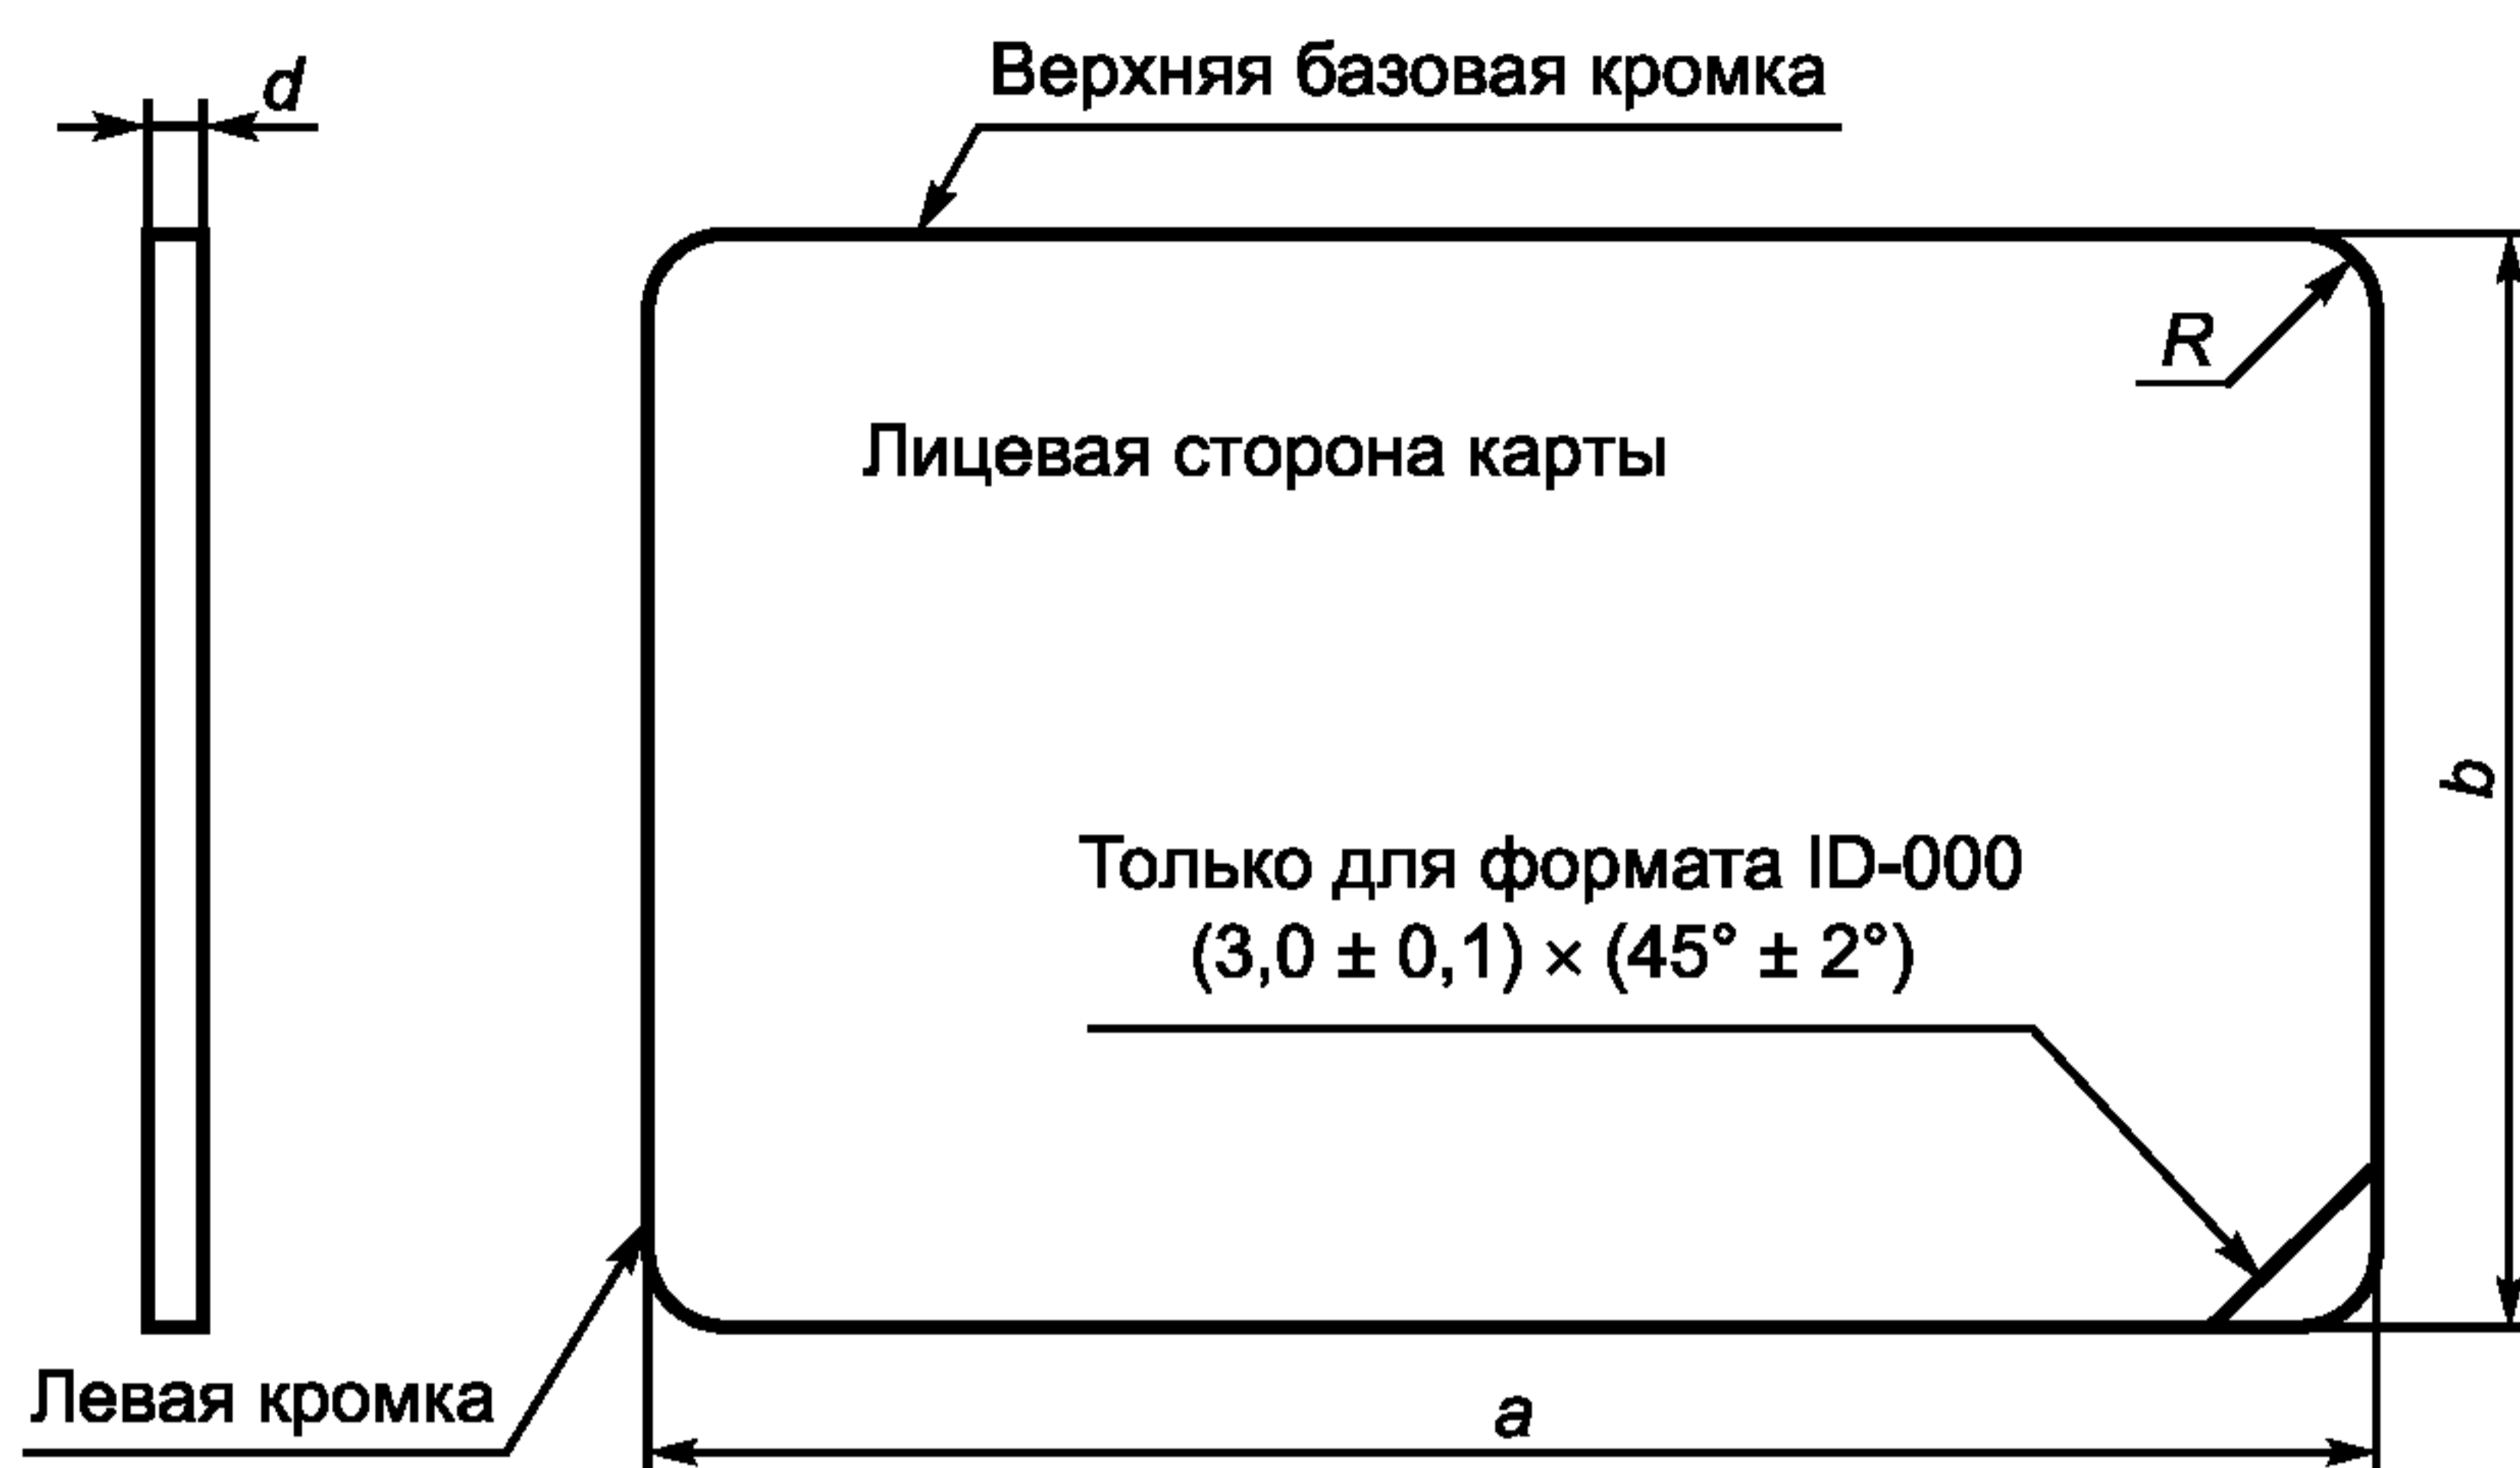 d
Верхняя базовая кромка
R
Лицевая сторона карты
b
Только для формата ID-000
(3,0 ± 0,1) × (45° ± 2°)
Левая кромка
a